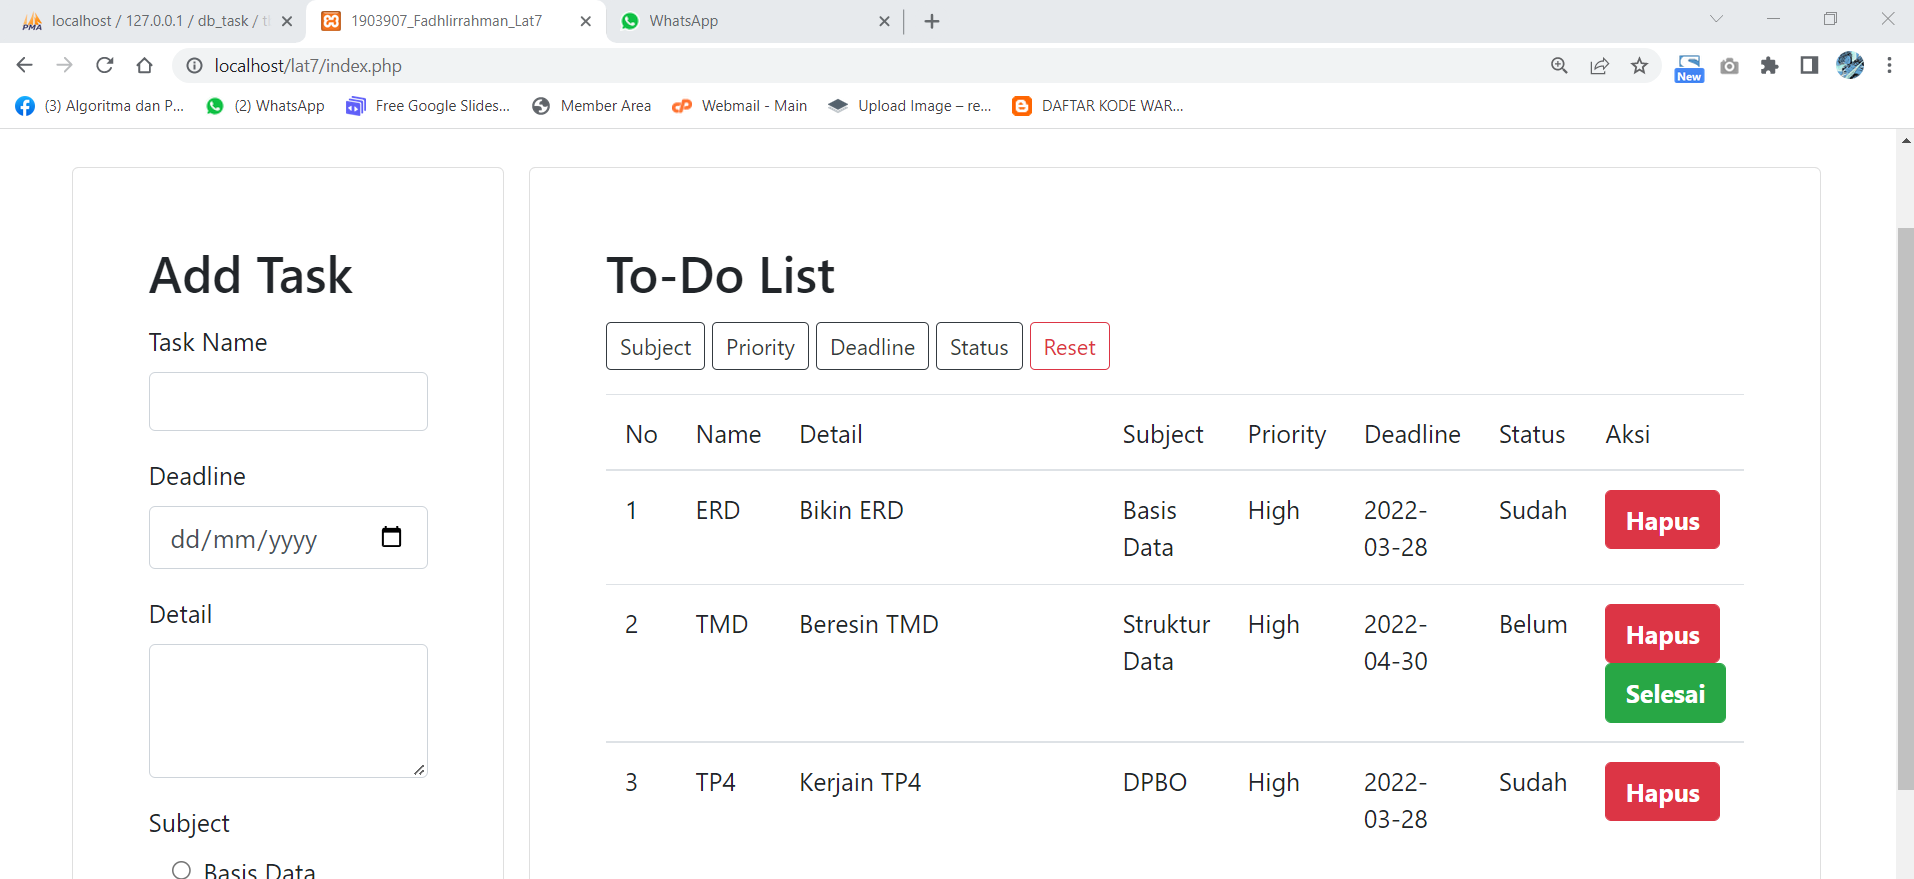 localhost / 127.0.0.1 / db_task /
1903907_Fadhlirrahman_Lat7
WhatsApp
localhost/lat7/index.php
New
(3) Algoritma dan P...
(2) WhatsApp
Free Google Slides...
Member Area
Webmail - Main
Upload Image – re...
DAFTAR KODE WAR...
Add Task
Task Name
Deadline
dd/mm/yyyy
Detail
Subject
Basis Data
To-Do List
Subject Priority Deadline Status Reset
No Name Detail Subject Priority Deadline Status Aksi
1 ERD Bikin ERD Basis Data High 2022-03-28 Sudah Hapus
2 TMD Beresin TMD Struktur Data High 2022-04-30 Belum Hapus
Selesai
3 TP4 Kerjain TP4 DPBO High 2022-03-28 Sudah Hapus